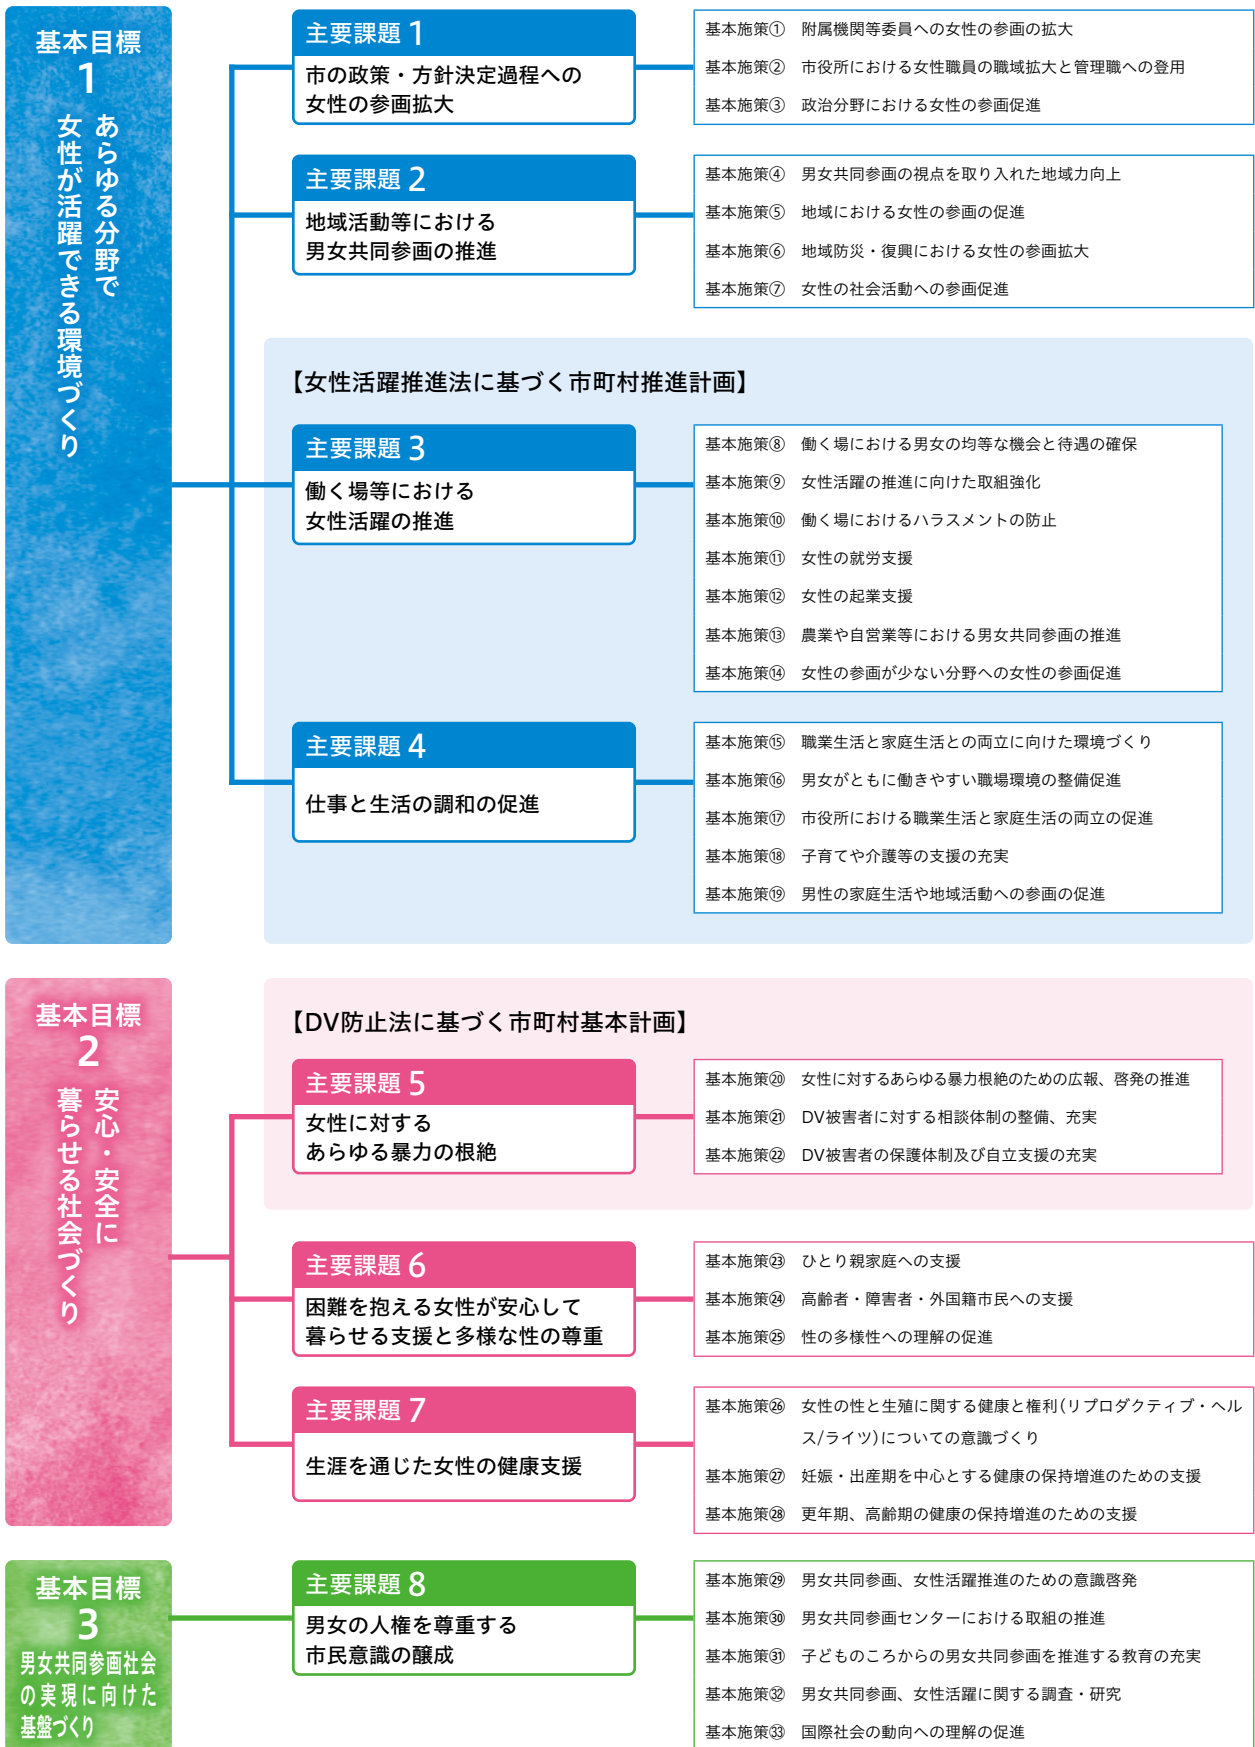 基本目標
1
あらゆる分野で
女性が活躍できる環境づくり
主要課題 1
市の政策・方針決定過程への
女性の参画拡大
基本施策① 附属機関等委員への女性の参画の拡大
基本施策② 市役所における女性職員の職域拡大と管理職への登用
基本施策③ 政治分野における女性の参画促進
主要課題 2
地域活動等における
男女共同参画の推進
基本施策④ 男女共同参画の視点を取り入れた地域力向上
基本施策⑤ 地域における女性の参画の促進
基本施策⑥ 地域防災・復興における女性の参画拡大
基本施策⑦ 女性の社会活動への参画促進
【女性活躍推進法に基づく市町村推進計画】
主要課題 3
働く場等における
女性活躍の推進
基本施策⑧ 働く場における男女の均等な機会と待遇の確保
基本施策⑨ 女性活躍の推進に向けた取組強化
基本施策⑩ 働く場におけるハラスメントの防止
基本施策⑪ 女性の就労支援
基本施策⑫ 女性の起業支援
基本施策⑬ 農業や自営業等における男女共同参画の推進
基本施策⑭ 女性の参画が少ない分野への女性の参画促進
主要課題 4
仕事と生活の調和の促進
基本施策⑮ 職業生活と家庭生活との両立に向けた環境づくり
基本施策⑯ 男女がともに働きやすい職場環境の整備促進
基本施策⑰ 市役所における職業生活と家庭生活の両立の促進
基本施策⑱ 子育てや介護等の支援の充実
基本施策⑲ 男性の家庭生活や地域活動への参画の促進
基本目標
2
安心・安全に
暮らせる社会づくり
【DV防止法に基づく市町村基本計画】
主要課題 5
女性に対する
あらゆる暴力の根絶
基本施策⑳ 女性に対するあらゆる暴力根絶のための広報、啓発の推進
基本施策㉑ DV被害者に対する相談体制の整備、充実
基本施策㉒ DV被害者の保護体制及び自立支援の充実
主要課題 6
困難を抱える女性が安心して
暮らせる支援と多様な性の尊重
基本施策㉓ ひとり親家庭への支援
基本施策㉔ 高齢者・障害者・外国籍市民への支援
基本施策㉕ 性の多様性への理解の促進
主要課題 7
生涯を通じた女性の健康支援
基本施策㉖ 女性の性と生殖に関する健康と権利(リプロダクティブ・ヘル
ス/ライツ)についての意識づくり
基本施策㉗ 妊娠・出産期を中心とする健康の保持増進のための支援
基本施策㉘ 更年期、高齢期の健康の保持増進のための支援
基本目標
3
男女共同参画社会
の実現に向けた
基盤づくり
主要課題 8
男女の人権を尊重する
市民意識の醸成
基本施策㉙ 男女共同参画、女性活躍推進のための意識啓発
基本施策㉚ 男女共同参画センターにおける取組の推進
基本施策㉛ 子どものころからの男女共同参画を推進する教育の充実
基本施策㉜ 男女共同参画、女性活躍に関する調査・研究
基本施策㉝ 国際社会の動向への理解の促進